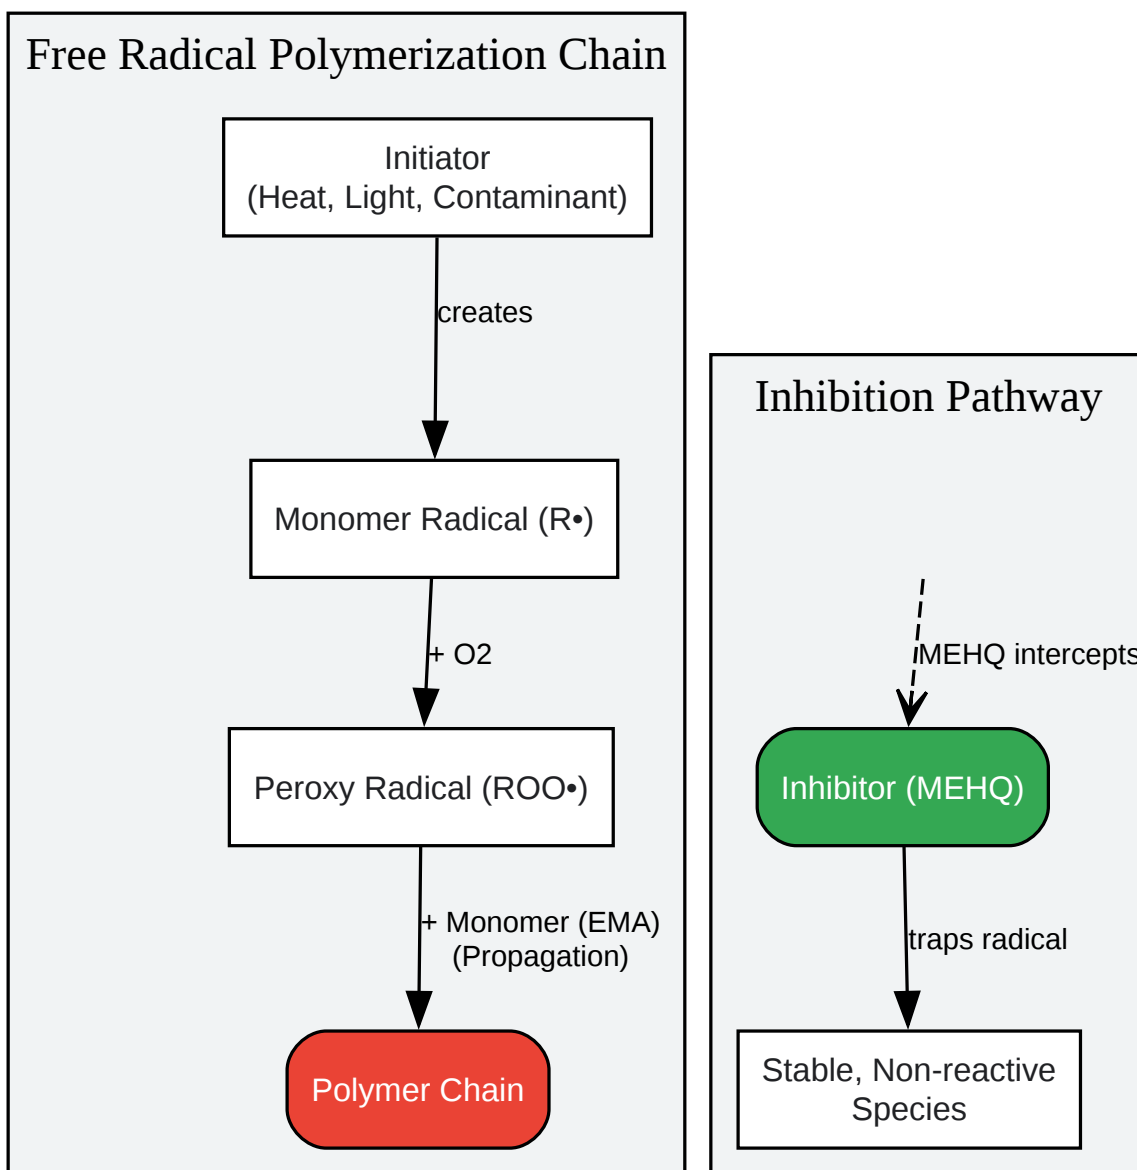 Free Radical Polymerization Chain
Initiator
(Heat, Light, Contaminant)
creates
Monomer Radical (R•)
+ O2
Peroxy Radical (ROO•)
+ Monomer (EMA)
(Propagation)
Polymer Chain
Inhibition Pathway
MEHQ intercepts
Inhibitor (MEHQ)
traps radical
Stable, Non-reactive
Species